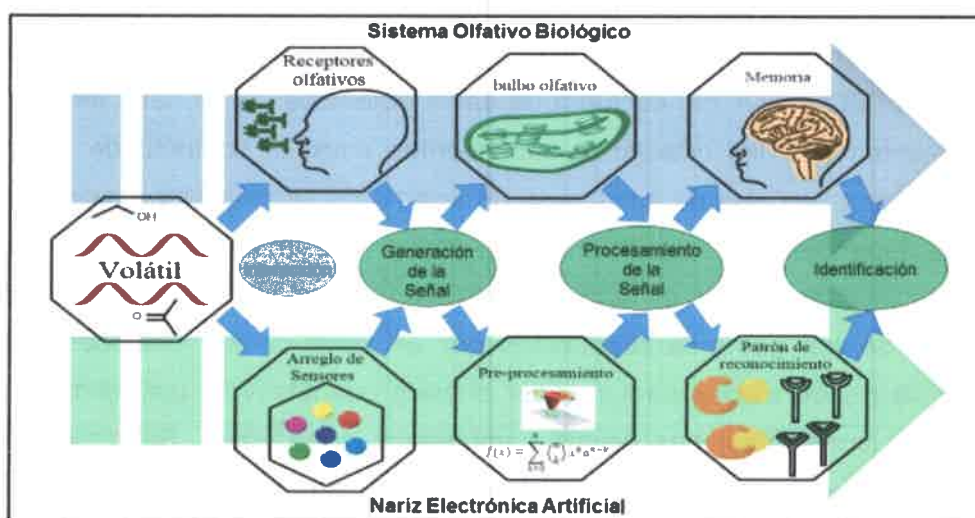 Sistema Olfativo Biológico
Receptores
olfativos
bulbo olfativo
Memoria
OH
Volátil
O
Generación
de la
Señal
Procesamiento
de la
Señal
Identificación
Arreglo de
Sensores
Pre-procesamiento
Patrón de
reconocimiento
Nariz Electrónica Artificial